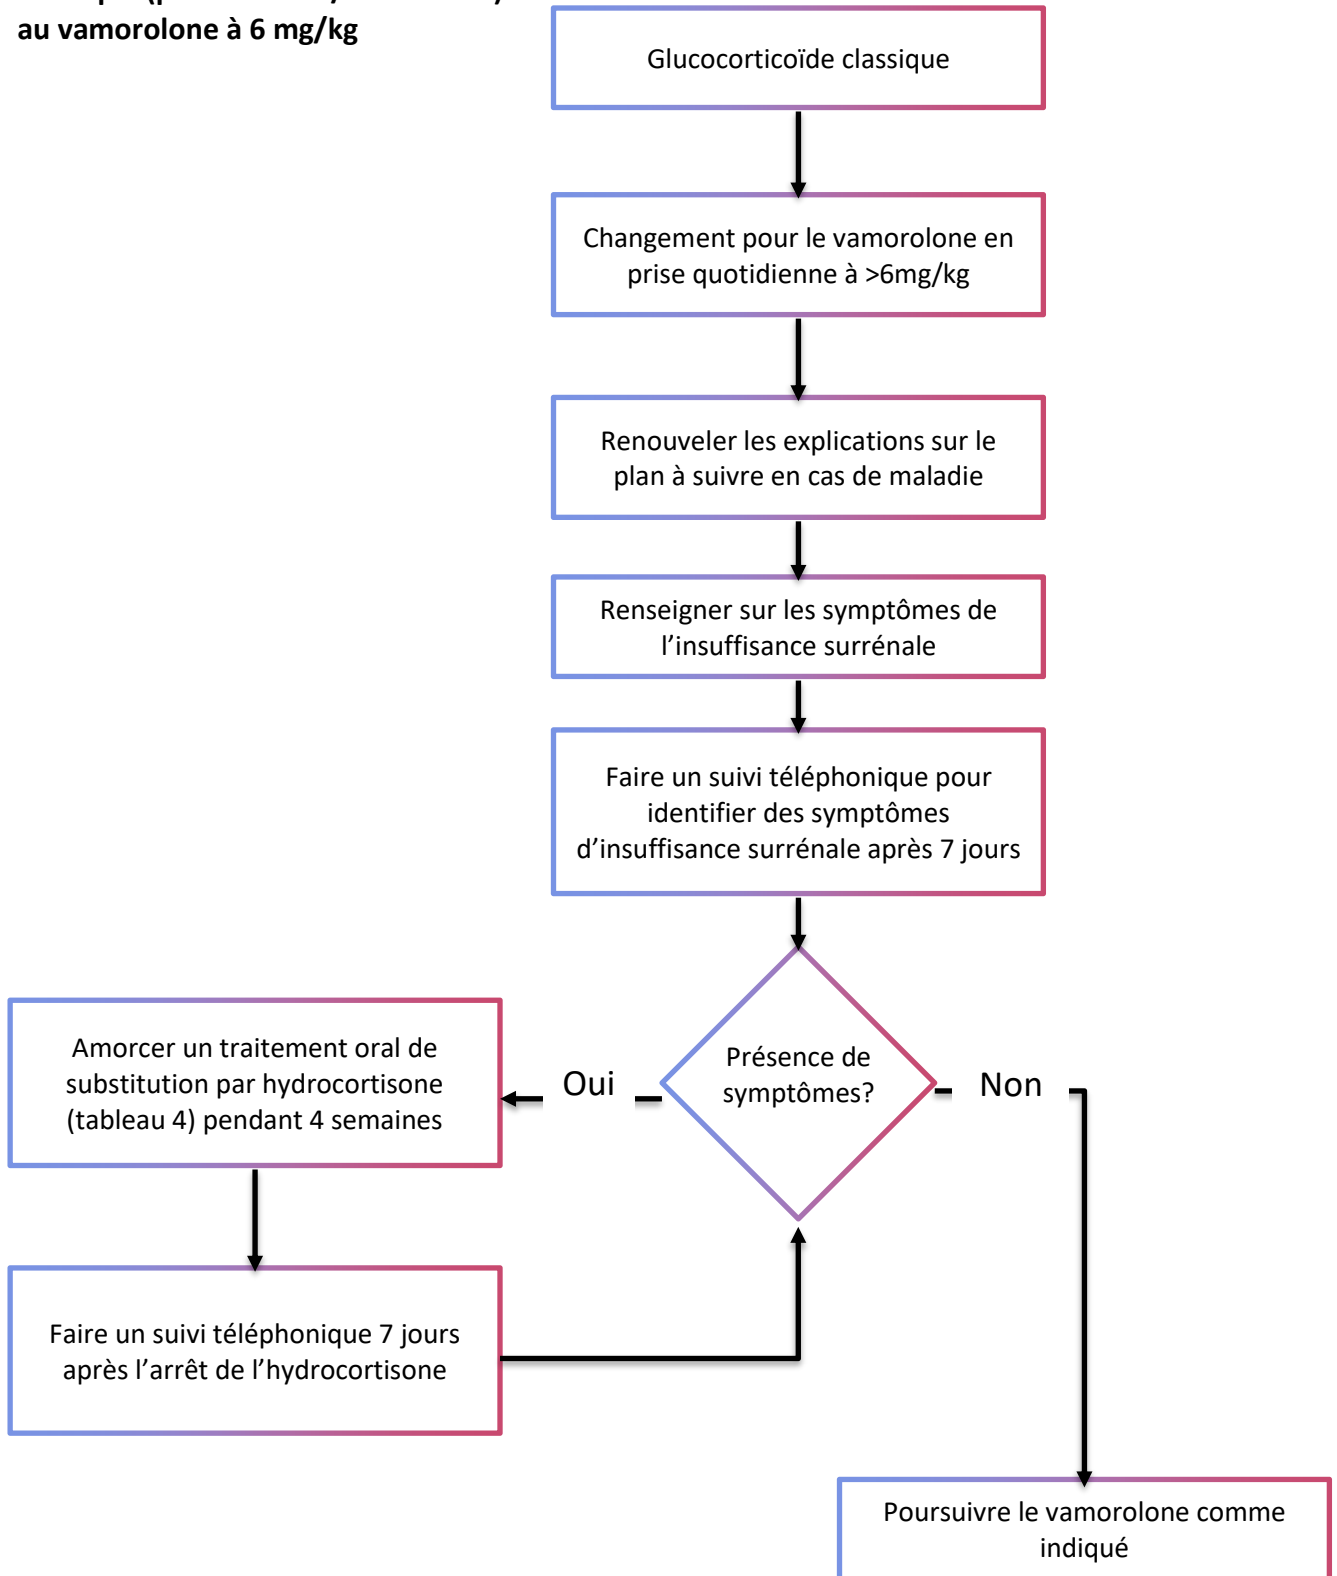 au vamorolone à 6 mg/kg
Glucocorticoïde classique
Changement pour le vamorolone en
prise quotidienne à >6mg/kg
Renouveler les explications sur le
plan à suivre en cas de maladie
Renseigner sur les symptômes de
l’insuffisance surrénale
Faire un suivi téléphonique pour
identifier des symptômes
d’insuffisance surrénale après 7 jours
Présence de
symptômes?
Oui
Non
Amorcer un traitement oral de
substitution par hydrocortisone
(tableau 4) pendant 4 semaines
Faire un suivi téléphonique 7 jours
après l’arrêt de l’hydrocortisone
Poursuivre le vamorolone comme
indiqué